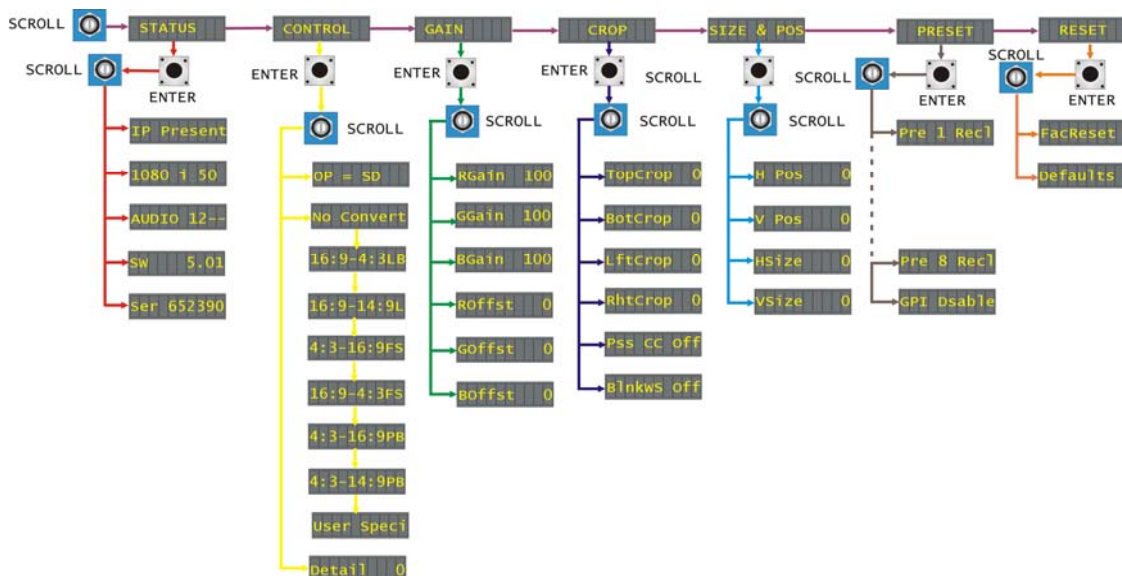 SCROLL STATUS CONTROL GAIN CROP SIZE & POS PRESET RESET
SCROLL
ENTER
IP Present
1080 i 50
AUDIO 12--
SW 5.01
Ser 652390
ENTER
SCROLL
OP = SD
No Convert
16:9-4:3LB
16:9-14:9L
4:3-16:9FS
16:9-4:3FS
4:3-16:9PB
4:3-14:9PB
User Speci
Detail 0
ENTER
SCROLL
RGain 100
GGain 100
BGain 100
ROffst 0
GOffst 0
BOffst 0
ENTER
SCROLL
TopCrop 0
BotCrop 0
LftCrop 0
RhtCrop 0
Pss CC Off
BlnkWS Off
SCROLL
SCROLL
H Pos 0
V Pos 0
HSize 0
VSize 0
SCROLL
ENTER
Pre 1 Recl
Pre 8 Recl
GPI Dsable
SCROLL
ENTER
FacReset
Defaults